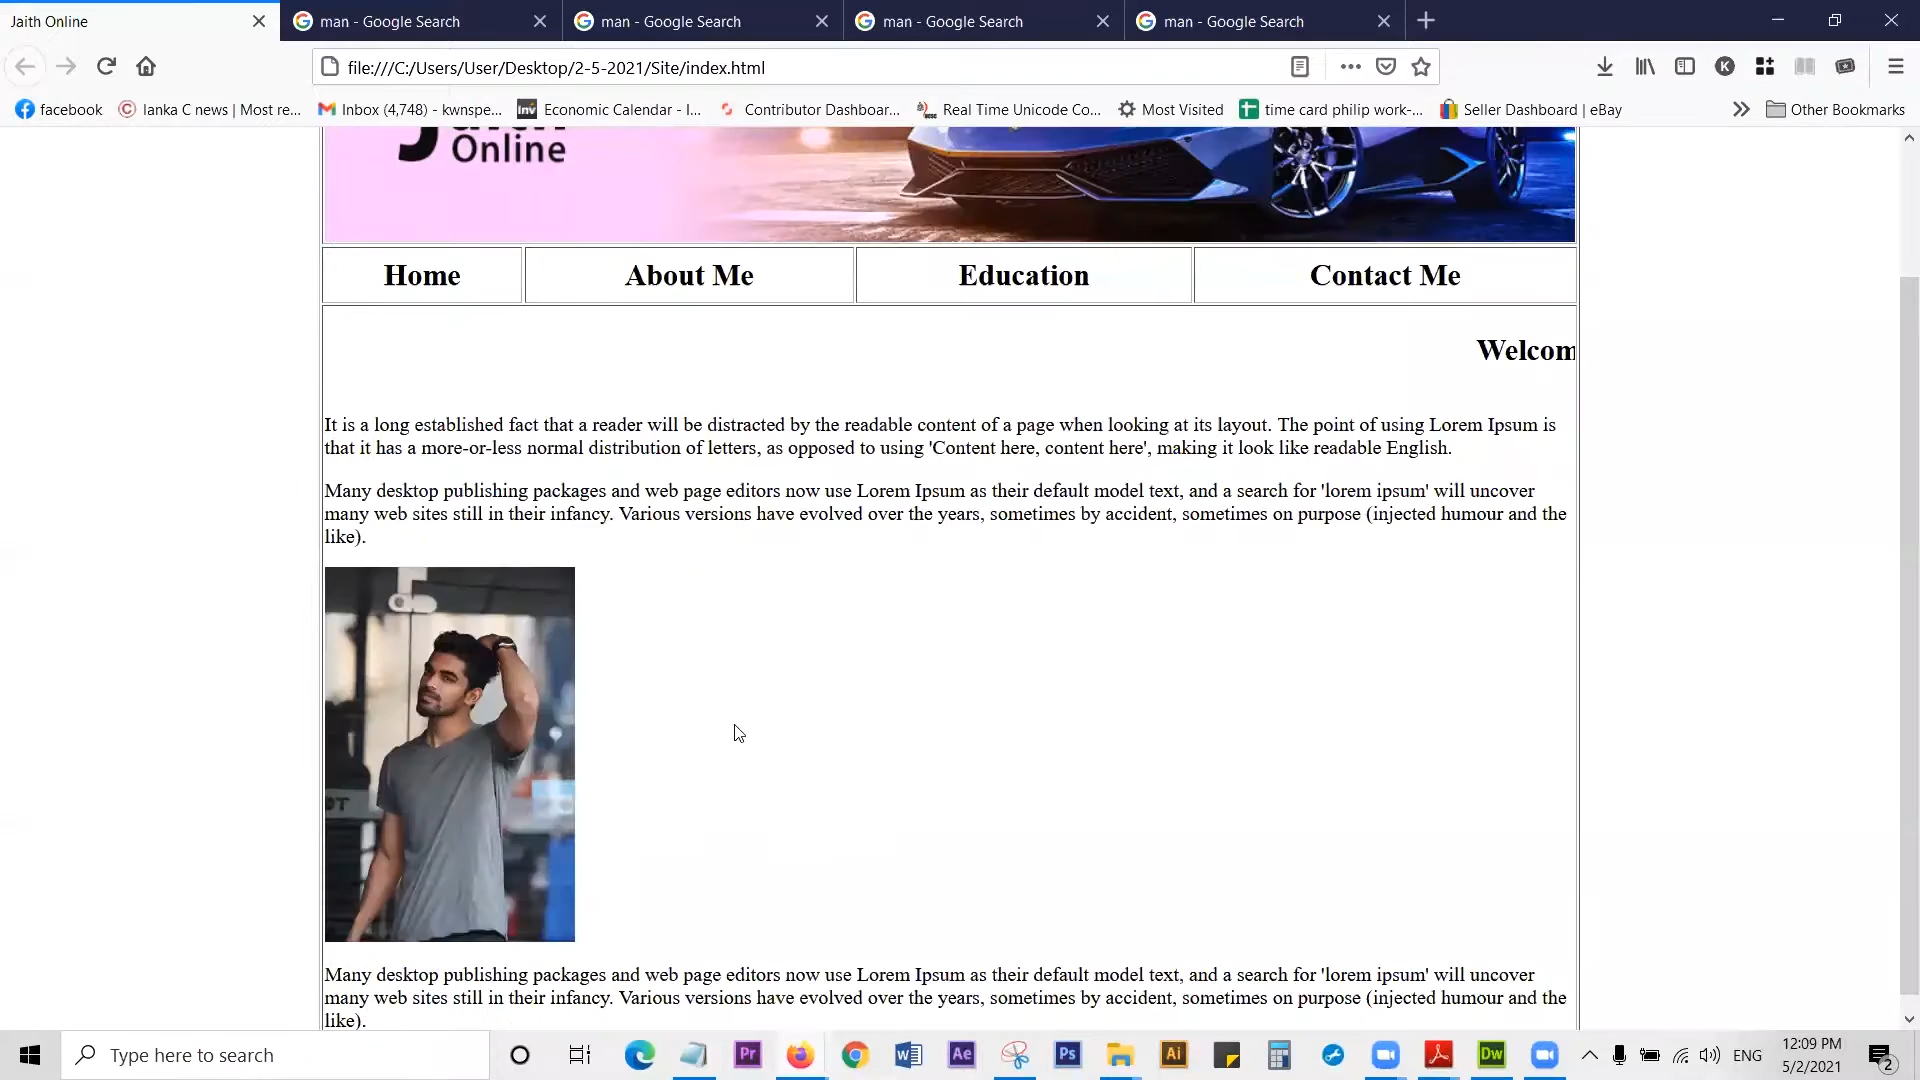 Jaith Online
man - Google Search
man - Google Search
man - Google Search
man - Google Search
file:///C:/Users/User/Desktop/2-5-2021/Site/index.html
K
facebook
lanka C news | Most re...
Inbox (4,748) - kwnspe...
Inv
Economic Calendar - I...
Contributor Dashboar...
Real Time Unicode Co...
Most Visited
time card philip work-...
Seller Dashboard | eBay
Other Bookmarks
Online
Home
About Me
Education
Contact Me
Welcom
It is a long established fact that a reader will be distracted by the readable content of a page when looking at its layout. The point of using Lorem Ipsum is
that it has a more-or-less normal distribution of letters, as opposed to using 'Content here, content here', making it look like readable English.
Many desktop publishing packages and web page editors now use Lorem Ipsum as their default model text, and a search for 'lorem ipsum' will uncover
many web sites still in their infancy. Various versions have evolved over the years, sometimes by accident, sometimes on purpose (injected humour and the
like).
Many desktop publishing packages and web page editors now use Lorem Ipsum as their default model text, and a search for 'lorem ipsum' will uncover
many web sites still in their infancy. Various versions have evolved over the years, sometimes by accident, sometimes on purpose (injected humour and the
like).
Type here to search
Pr
Ae
Ps
Ai
Dw
ENG
12:09 PM
5/2/2021
2